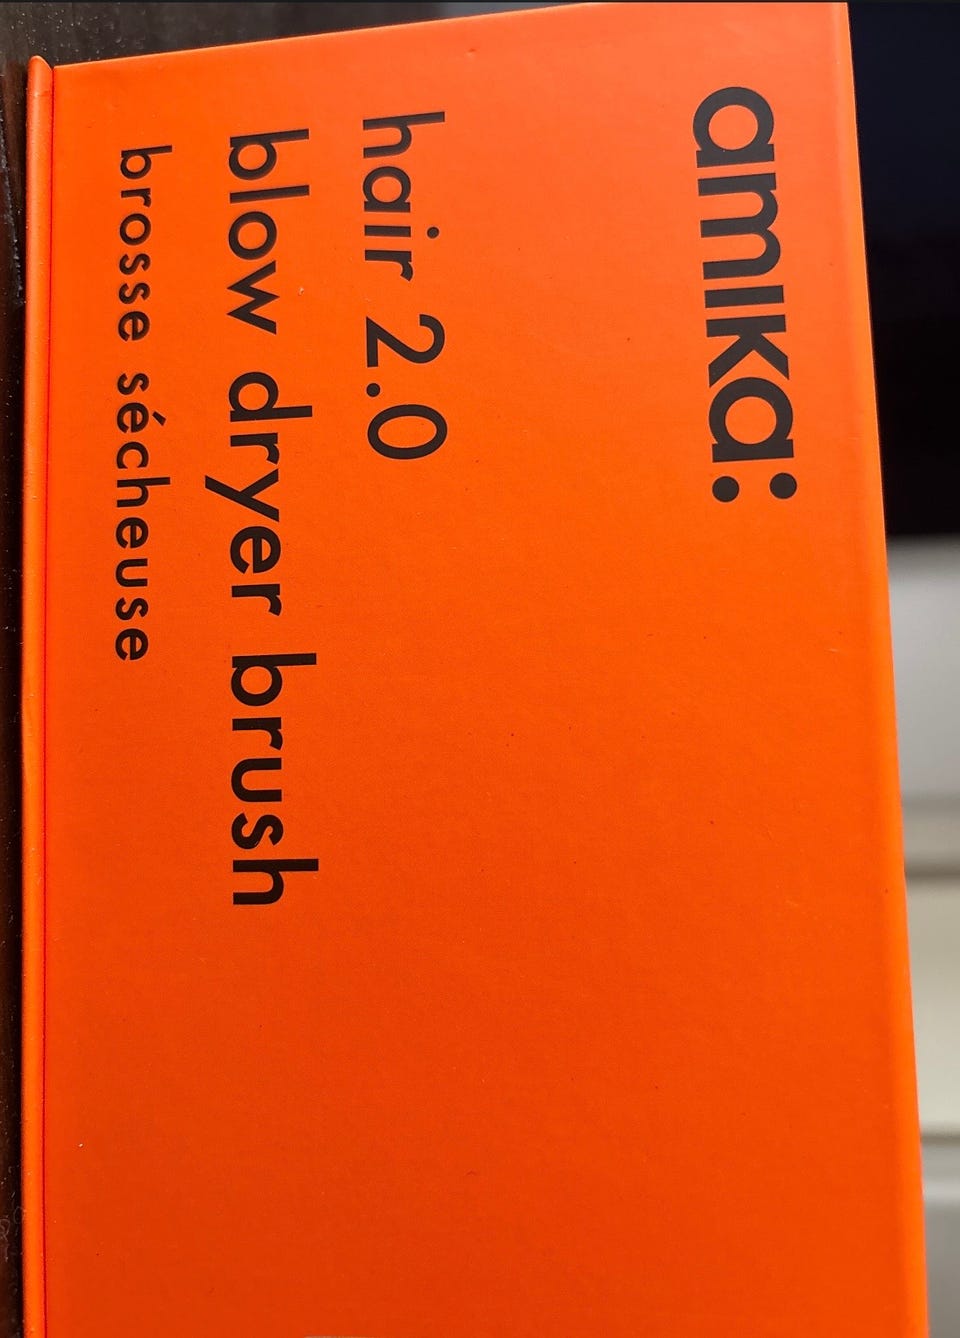 amika:
hair 2.0
blow dryer brush
brosse sécheuse